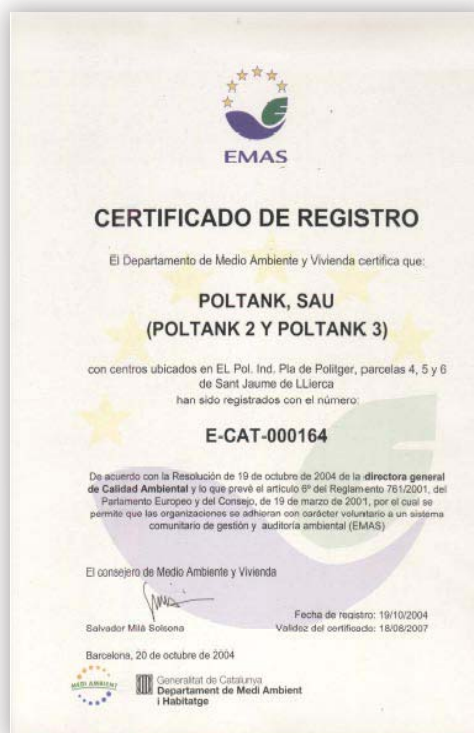 EMAS
CERTIFICADO DE REGISTRO
El Departamento de Medio Ambiente y Vivienda certifica que:
POLTANK, SAU
(POLTANK 2 Y POLTANK 3)
con centros ubicados en EL Pol. Ind. Pla de Politger, parcelas 4, 5 y 6
de Sant Jaume de LLierca
han sido registrados con el número:
E-CAT-000164
De acuerdo con la Resolución de 19 de octubre de 2004 de la directora general
de Calidad Ambiental y lo que prevé el artículo 6º del Reglamento 761/2001, del
Parlamento Europeo y del Consejo, de 19 de marzo de 2001, por el cual se
permite que las organizaciones se adhieran con carácter voluntario a un sistema
comunitario de gestión y auditoría ambiental (EMAS)
El consejero de Medio Ambiente y Vivienda
Salvador Milà Solsona
Fecha de registro: 19/10/2004
Validez del certificado: 18/08/2007
Barcelona, 20 de octubre de 2004
MEDI AMBIENT
Generalitat de Catalunya
Departament de Medi Ambient
i Habitatge